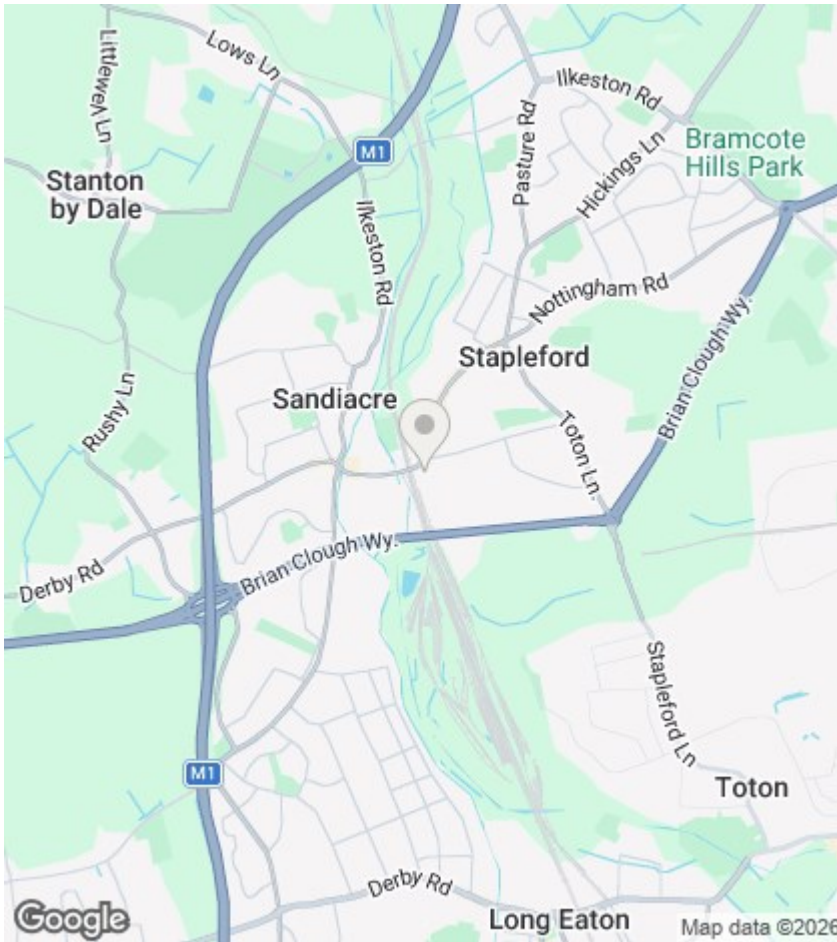 Lows Ln
Littlewell Ln
Ilkeston Rd
M1
Pasture Rd
Hickings Ln
Bramcote
Hills Park
Stanton
by Dale
Ilkeston Rd
Nottingham Rd
Stapleford
Brian Clough Wy.
Sandiacre
Rushy Ln
Toton Ln
Brian Clough Wy.
Derby Rd
Stapleford Ln
M1
Toton
Derby Rd
Google
Long Eaton
Map data ©2026